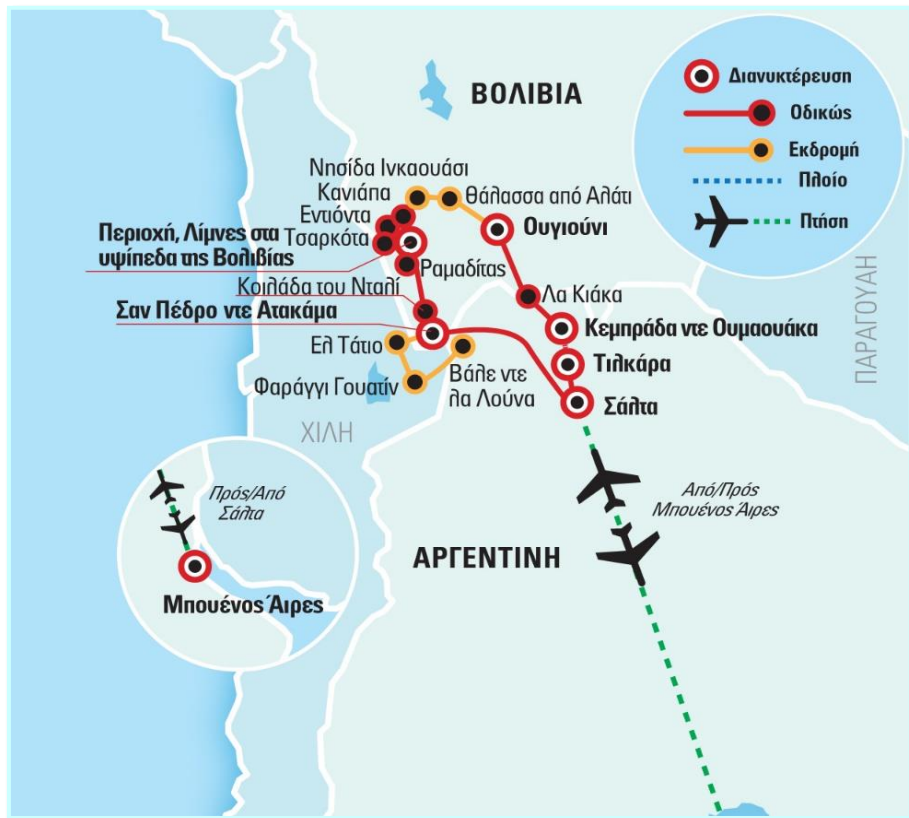 ΒΟΛΙΒΙΑ
Διανυκτέρευση
Οδικώς
Εκδρομή
Πλοίο
Πτήση
Νησίδα Ινκαουάσι
Κανιάπα
Θάλασσα από Αλάτι
Εντιόντα
Ουγιούνι
Τσαρκότα
Περιοχή, Λίμνες στα
υψίπεδα της Βολιβίας
Ραμαδίτας
Κοιλάδα του Νταλί
Λα Κιάκα
Σαν Πέδρο ντε Ατακάμα
Κεμπράδα ντε Ουμαουάκα
ΠΑΡΑΓΟΥΑΗ
Ελ Τάτιο
Τιλκάρα
Φαράγγι Γουατίν
Βάλε ντε
λα Λούνα
Σάλτα
ΧΙΛΗ
Πρός/Από
Σάλτα
Από/Πρός
Μπουένος Άιρες
ΑΡΓΕΝΤΙΝΗ
Μπουένος Άιρες